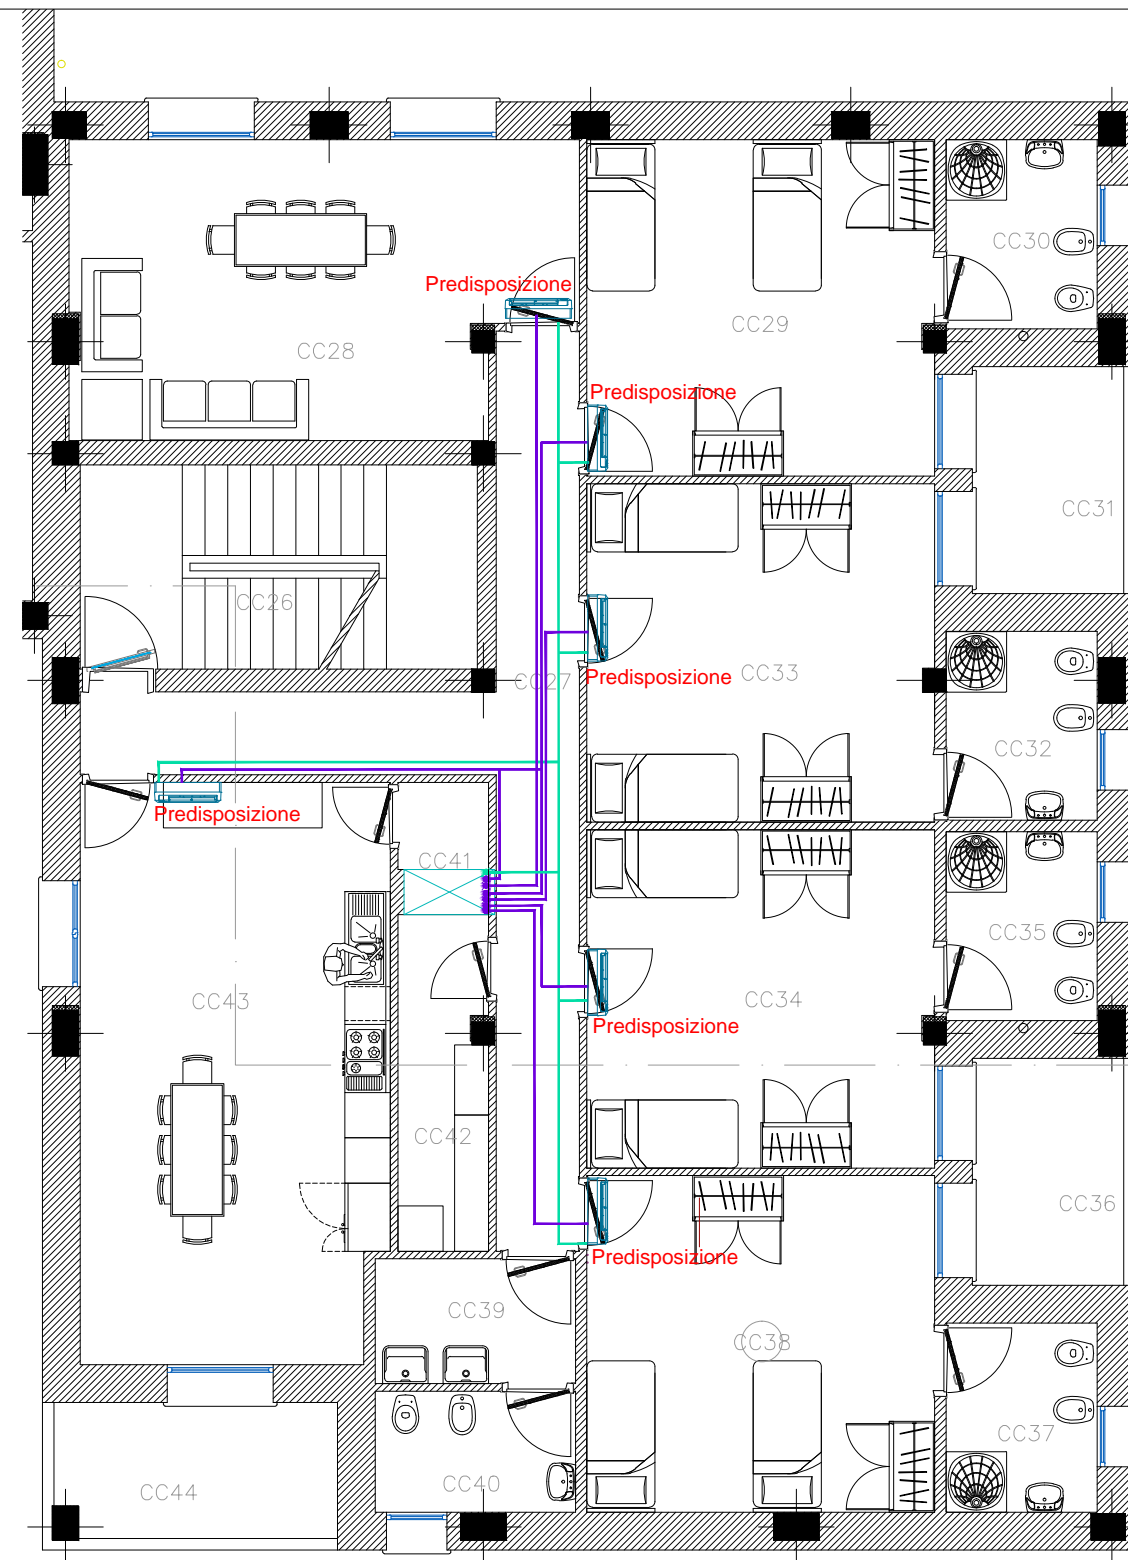 CC30
Predisposizione
CC29
CC28
Predisposizione
CC31
CC26
CC33
Predisposizione
CC27
CC32
Predisposizione
CC41
CC35
CC43
CC34
Predisposizione
CC42
CC36
Predisposizione
CC39
CC38
CC37
CC40
CC44